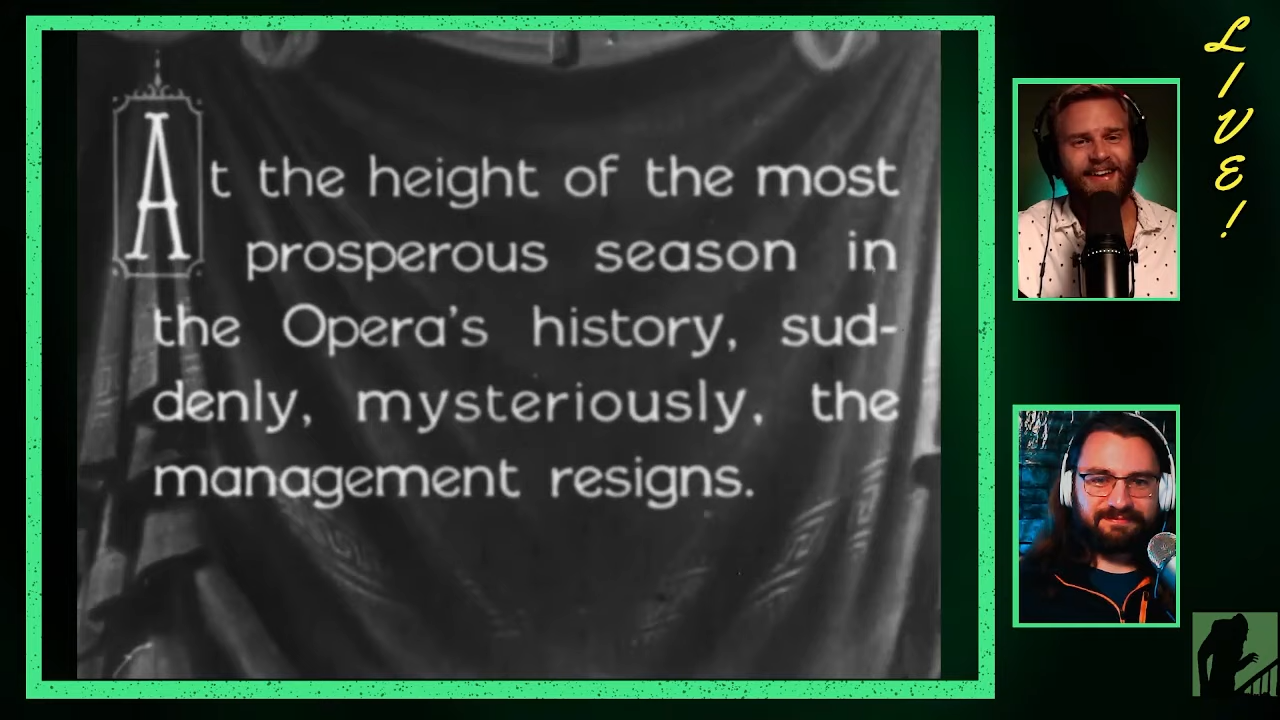 At the height of the most
prosperous season in
the Opera's history, sud-
denly, mysteriously, the
management resigns.
LIVE!